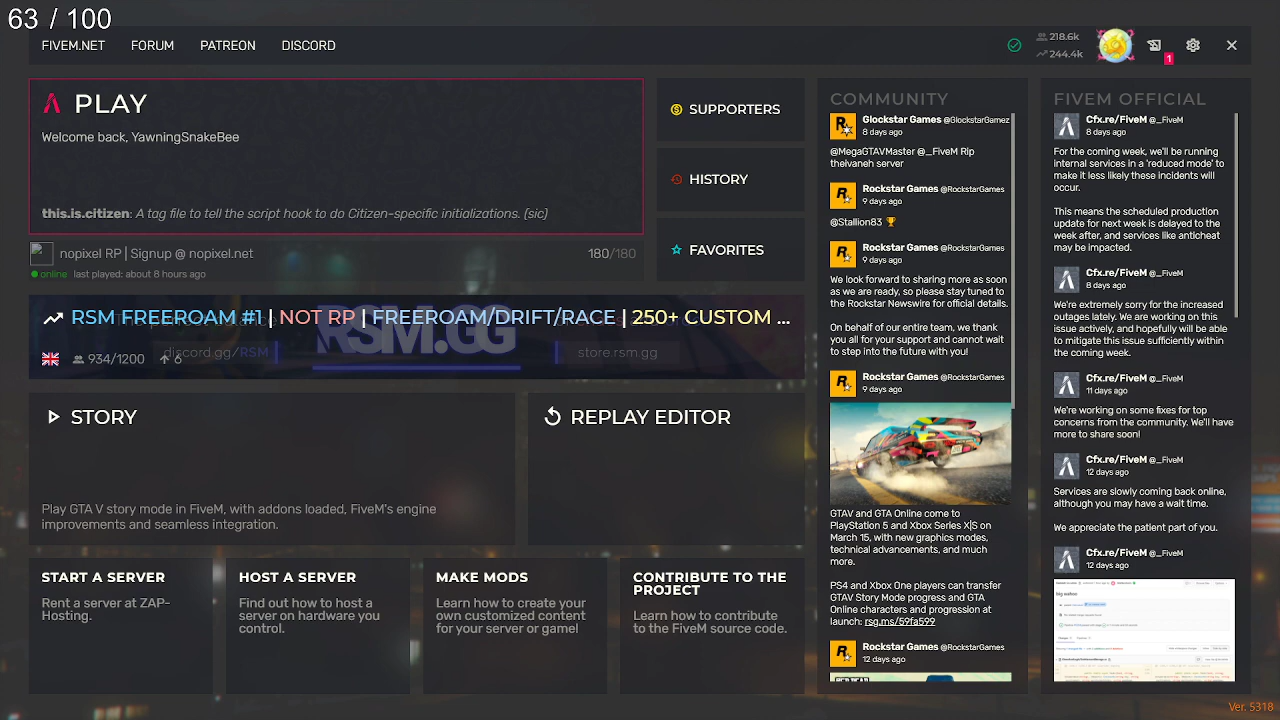 63 / 100
FIVEM.NET
FORUM
PATREON
DISCORD
218.6k
244.4k
1
PLAY
Welcome back, YawningSnakeBee
this.is.citizen: A tag file to tell the script hook to do Citizen-specific initializations. (sic)
nopixel RP | Signup @ nopixel.net
180/180
online last played: about 8 hours ago
SUPPORTERS
HISTORY
FAVORITES
RSM FREEROAM #1 | NOT RP | FREEROAM/DRIFT/RACE | 250+ CUSTOM ...
RSM.GG
934/1200
6
discord.gg/RSM
store.rsm.gg
STORY
Play GTA V story mode in FiveM, with addons loaded, FiveM's engine
improvements and seamless integration.
REPLAY EDITOR
START A SERVER
Rent a server at ZAP-
Hosting!
HOST A SERVER
Find out how to host a
server on hardware you
own!
MAKE MODS
Learn how to create your
own customized server!
CONTRIBUTE TO THE
Learn how to contribute
to the FiveM core code.
COMMUNITY
Glockstar Games @GlockstarGamez
8 days ago
@MegaGTAVMaster @_FiveM Rip
thelvaneh server
Rockstar Games @RockstarGames
9 days ago
@Stallion83 🏆
Rockstar Games @RockstarGames
9 days ago
We look forward to sharing more as soon
as we are ready, so please stay tuned to
the Rockstar Newswire for official details.
On behalf of our entire team, we thank
you all for your support and cannot wait
to step into the future with you!
Rockstar Games @RockstarGames
9 days ago
GTAV and GTA Online come to
PlayStation 5 and Xbox Series X|S on
March 15, with new graphics modes,
technical advancements, and much
more.
PS4 and Xbox One players can transfer
GTAV Story Mode progress and GTA
Online characters and progression at
launch: rsg.ms/9f6f597
Rockstar Games @RockstarGames
9 days ago
FIVEM OFFICIAL
Cfx.re/FiveM @_FiveM
8 days ago
For the coming week, we'll be running
internal services in a 'reduced mode' to
make it less likely these incidents will
occur.
This means the scheduled production
update for next week is delayed to the
week after, and services like anticheat
may be impacted.
Cfx.re/FiveM @_FiveM
8 days ago
We're extremely sorry for the increased
outages lately. We are working on this
issue actively, and hopefully will be able
to mitigate this issue sufficiently within
the coming week.
Cfx.re/FiveM @_FiveM
11 days ago
We're working on some fixes for top
concerns from the community. We'll have
more to share soon!
Cfx.re/FiveM @_FiveM
12 days ago
Services are slowly coming back online,
although you may have a wait time.
We appreciate the patient part of you.
Cfx.re/FiveM @_FiveM
12 days ago
big wahoo
Ver. 5318